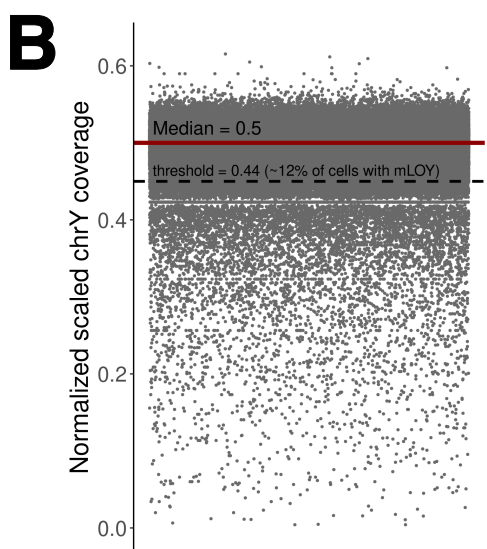 B
Normalized scaled chrY coverage
0.6
Median = 0.5
threshold = 0.44 (~12% of cells with mLOY)
0.4
0.2
0.0